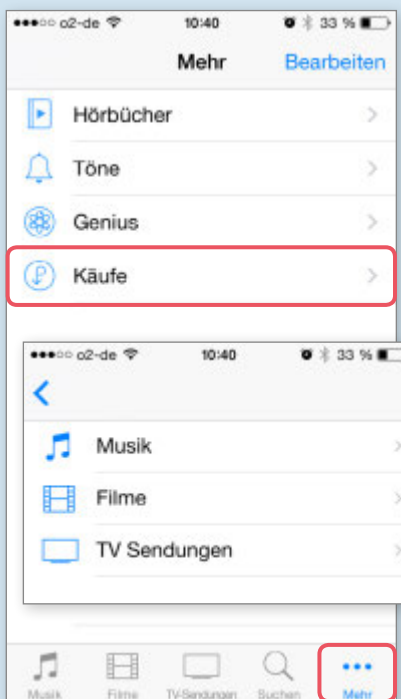 o2-de 10:40 33 %
Mehr Bearbeiten
Hörbücher
Töne
Genius
Käufe
o2-de 10:40 33 %
Musik
Filme
TV Sendungen
Musik Filme TV-Sendungen Suchen Mehr